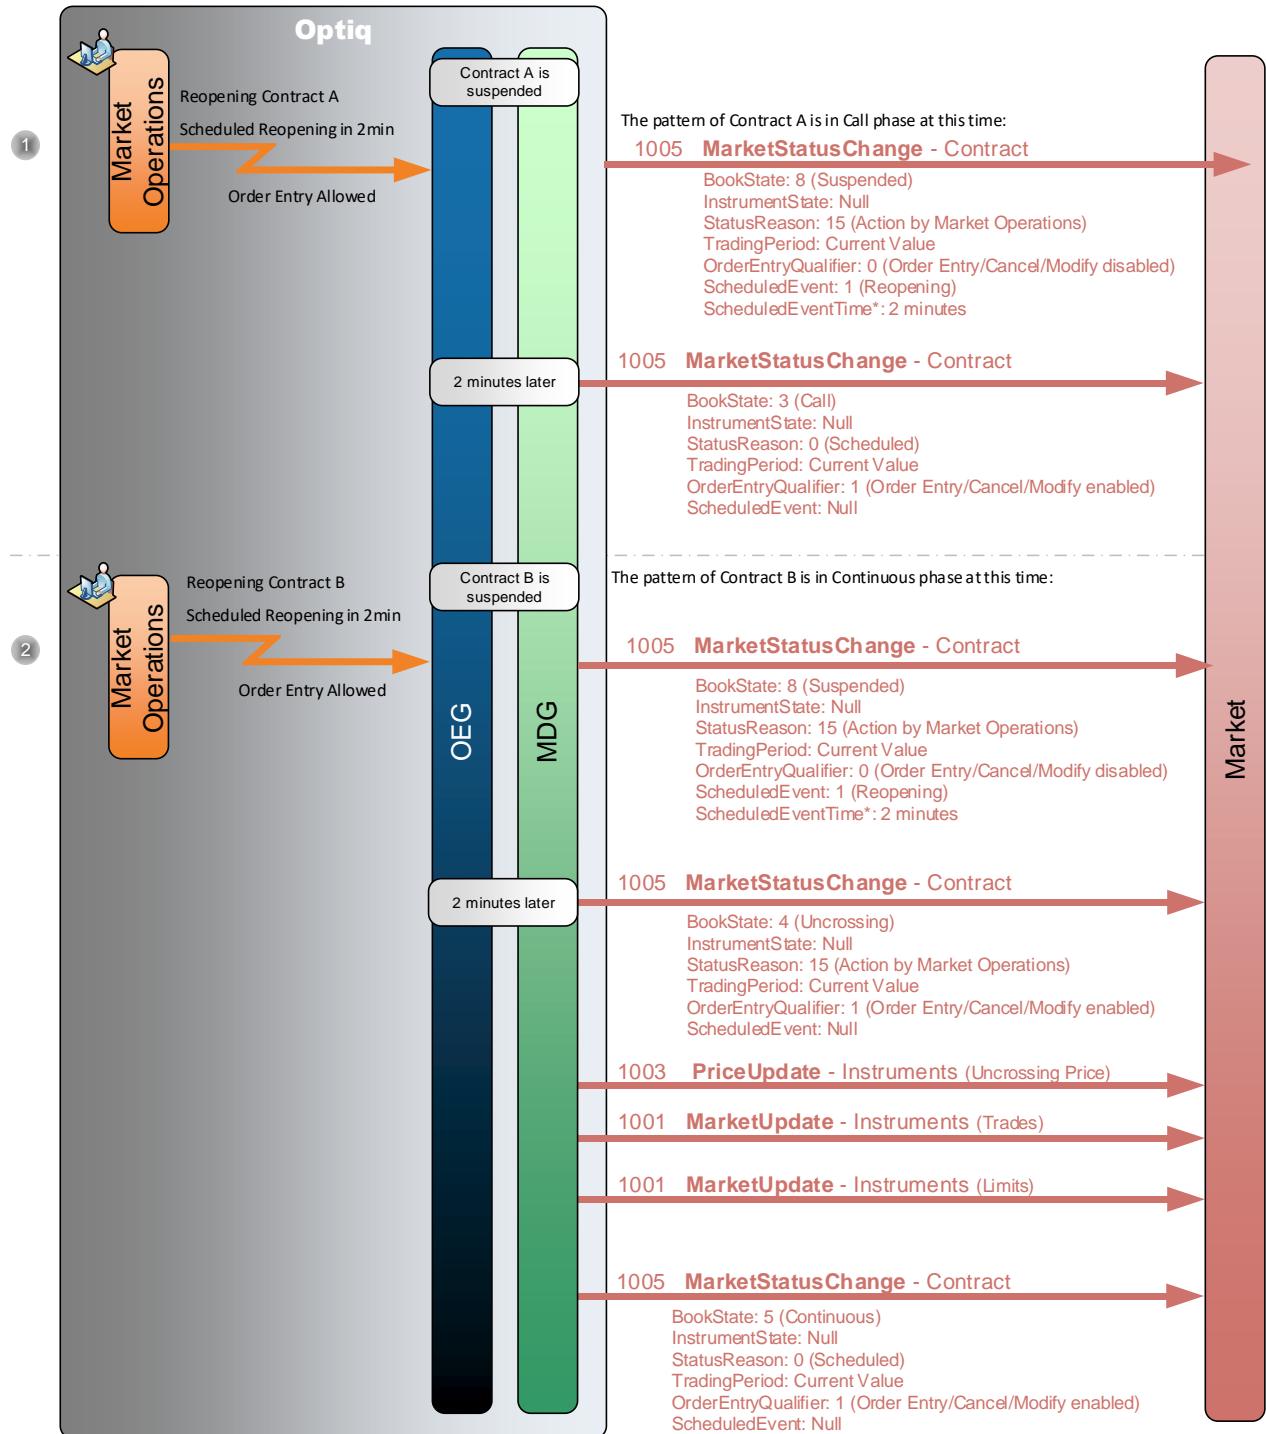 Optiq
Market
Operations
Reopening Contract A
Scheduled Reopening in 2min
Order Entry Allowed
Contract A is
suspended
1
The pattern of Contract A is in Call phase at this time:
1005 MarketStatusChange - Contract
BookState: 8 (Suspended)
InstrumentState: Null
StatusReason: 15 (Action by Market Operations)
TradingPeriod: Current Value
OrderEntryQualifier: 0 (Order Entry/Cancel/Modify disabled)
ScheduledEvent: 1 (Reopening)
ScheduledEventTime*: 2 minutes
2 minutes later
1005 MarketStatusChange - Contract
BookState: 3 (Call)
InstrumentState: Null
StatusReason: 0 (Scheduled)
TradingPeriod: Current Value
OrderEntryQualifier: 1 (Order Entry/Cancel/Modify enabled)
ScheduledEvent: Null
2
Market
Operations
Reopening Contract B
Scheduled Reopening in 2min
Order Entry Allowed
Contract B is
suspended
OEG
MDG
Market
The pattern of Contract B is in Continuous phase at this time:
1005 MarketStatusChange - Contract
BookState: 8 (Suspended)
InstrumentState: Null
StatusReason: 15 (Action by Market Operations)
TradingPeriod: Current Value
OrderEntryQualifier: 0 (Order Entry/Cancel/Modify disabled)
ScheduledEvent: 1 (Reopening)
ScheduledEventTime*: 2 minutes
2 minutes later
1005 MarketStatusChange - Contract
BookState: 4 (Uncrossing)
InstrumentState: Null
StatusReason: 15 (Action by Market Operations)
TradingPeriod: Current Value
OrderEntryQualifier: 1 (Order Entry/Cancel/Modify enabled)
ScheduledEvent: Null
1003 PriceUpdate - Instruments (Uncrossing Price)
1001 MarketUpdate - Instruments (Trades)
1001 MarketUpdate - Instruments (Limits)
1005 MarketStatusChange - Contract
BookState: 5 (Continuous)
InstrumentState: Null
StatusReason: 0 (Scheduled)
TradingPeriod: Current Value
OrderEntryQualifier: 1 (Order Entry/Cancel/Modify enabled)
ScheduledEvent: Null